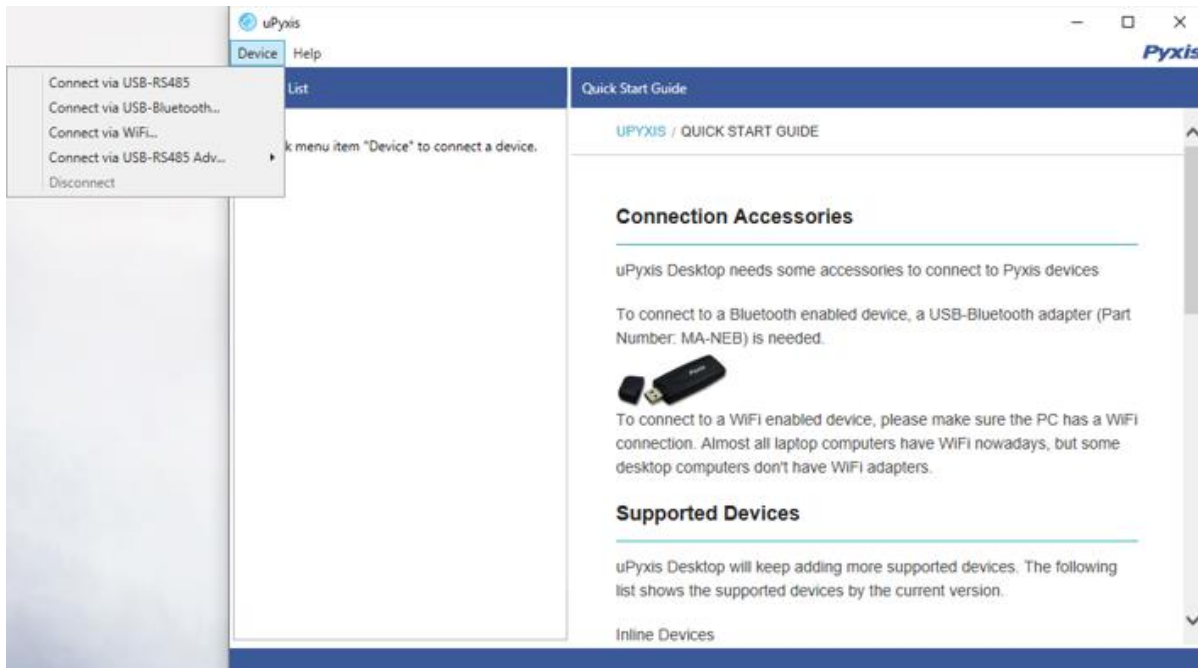 uPyxis
Device Help
Pyxis
Connect via USB-RS485
Connect via USB-Bluetooth...
Connect via WiFi...
Connect via USB-RS485 Adv...
Disconnect
List
menu item "Device" to connect a device.
Quick Start Guide
UPYXIS / QUICK START GUIDE
Connection Accessories
uPyxis Desktop needs some accessories to connect to Pyxis devices
To connect to a Bluetooth enabled device, a USB-Bluetooth adapter (Part
Number: MA-NEB) is needed.
Pyxis
To connect to a WiFi enabled device, please make sure the PC has a WiFi
connection. Almost all laptop computers have WiFi nowadays, but some
desktop computers don't have WiFi adapters.
Supported Devices
uPyxis Desktop will keep adding more supported devices. The following
list shows the supported devices by the current version.
Inline Devices